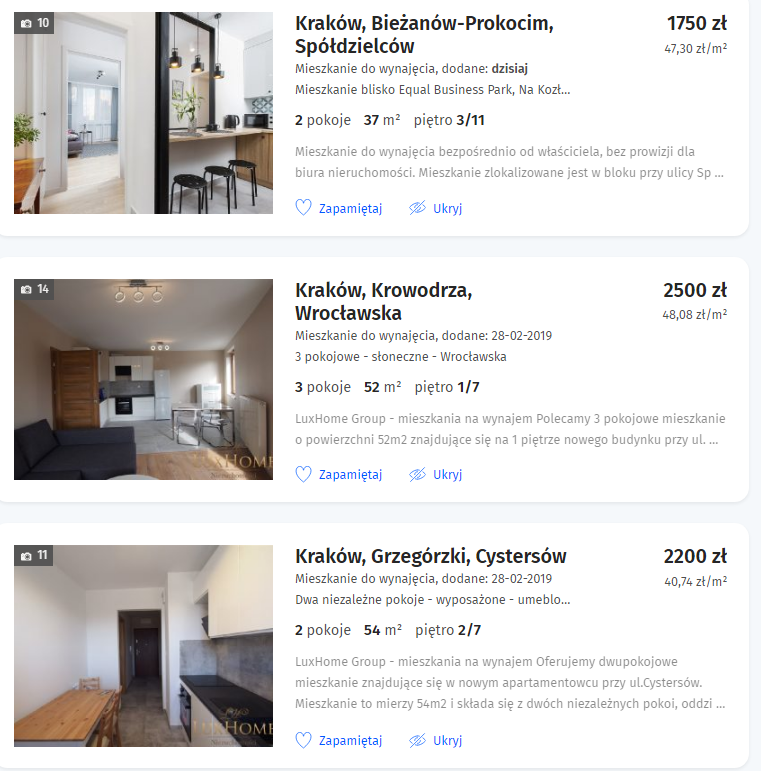 10
Kraków, Bieżanów-Prokocim,
Spółdzielców
1750 zł
47,30 zł/m²
Mieszkanie do wynajęcia, dodane: dzisiaj
Mieszkanie blisko Equal Business Park, Na Kozł...
2 pokoje 37 m² piętro 3/11
Mieszkanie do wynajęcia bezpośrednio od właściciela, bez prowizji dla
biura nieruchomości. Mieszkanie zlokalizowane jest w bloku przy ulicy Sp ...
Zapamiętaj Ukryj
14
Kraków, Krowodrza,
Wrocławska
2500 zł
48,08 zł/m²
Mieszkanie do wynajęcia, dodane: 28-02-2019
3 pokojowe - słoneczne - Wrocławska
3 pokoje 52 m² piętro 1/7
LuxHome Group - mieszkania na wynajem Polecamy 3 pokojowe mieszkanie
o powierzchni 52m2 znajdujące się na 1 piętrze nowego budynku przy ul. ...
LUXHOME
Zapamiętaj Ukryj
11
Kraków, Grzegórzki, Cystersów
2200 zł
40,74 zł/m²
Mieszkanie do wynajęcia, dodane: 28-02-2019
Dwa niezależne pokoje - wyposażone - umeblo...
2 pokoje 54 m² piętro 2/7
LuxHome Group - mieszkania na wynajem Oferujemy dwupokojowe
mieszkanie znajdujące się w nowym apartamentowcu przy ul.Cystersów.
Mieszkanie to mierzy 54m2 i składa się z dwóch niezależnych pokoi, oddzi ...
LUXHOME
Zapamiętaj Ukryj